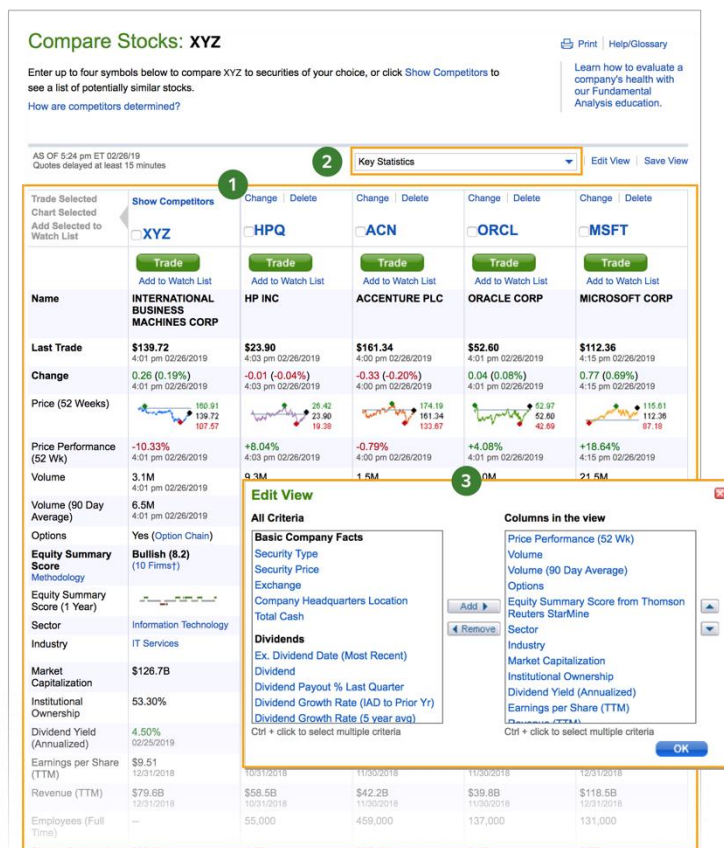 Compare Stocks: XYZ
Print | Help/Glossary
Enter up to four symbols below to compare XYZ to securities of your choice, or click Show Competitors to
see a list of potentially similar stocks.
How are competitors determined?
Learn how to evaluate a
company's health with
our Fundamental
Analysis education.
AS OF 5:24 pm ET 02/26/19
Quotes delayed at least 15 minutes
2
Key Statistics
Edit View | Save View
1
Trade Selected
Chart Selected
Add Selected to
Watch List
Show Competitors
Change | Delete
Change | Delete
Change | Delete
Change | Delete
XYZ HPQ ACN ORCL MSFT
Trade Trade Trade Trade Trade
Add to Watch List Add to Watch List Add to Watch List Add to Watch List Add to Watch List
Name INTERNATIONAL BUSINESS MACHINES CORP HP INC ACCENTURE PLC ORACLE CORP MICROSOFT CORP
Last Trade $139.72 $23.90 $161.34 $52.60 $112.36
4:01 pm 02/26/2019 4:03 pm 02/26/2019 4:00 pm 02/26/2019 4:01 pm 02/26/2019 4:15 pm 02/26/2019
Change 0.26 (0.19%) -0.01 (-0.04%) -0.33 (-0.20%) 0.04 (0.08%) 0.77 (0.69%)
4:01 pm 02/26/2019 4:03 pm 02/26/2019 4:00 pm 02/26/2019 4:01 pm 02/26/2019 4:15 pm 02/26/2019
Price (52 Weeks)
160.91 26.42 174.19 52.97 115.61
139.72 23.90 161.34 52.60 112.36
107.57 19.38 133.67 42.69 87.18
Price Performance
(52 Wk)
-10.33% +8.04% -0.79% +4.08% +18.64%
4:01 pm 02/26/2019 4:03 pm 02/26/2019 4:00 pm 02/26/2019 4:01 pm 02/26/2019 4:15 pm 02/26/2019
Volume 3.1M 9.3M 1.5M 21.5M
4:01 pm 02/26/2019
Volume (90 Day
Average)
6.5M
4:01 pm 02/26/2019
Options Yes (Option Chain)
Equity Summary
Score
Methodology
Bullish (8.2)
(10 Firms†)
Equity Summary
Score (1 Year)
Sector Information Technology
Industry IT Services
Market
Capitalization
$126.7B
Institutional
Ownership
53.30%
Dividend Yield
(Annualized)
4.50%
02/25/2019
Earnings per Share
(TTM)
$9.51
12/31/2018 10/31/2018 11/30/2018 11/30/2018 12/31/2018
Revenue (TTM) $79.6B $58.5B $42.2B $39.8B $118.5B
12/31/2018 10/31/2018 11/30/2018 11/30/2018 12/31/2018
Employees (Full
Time)
-- 55,000 459,000 137,000 131,000
3
Edit View
All Criteria
Basic Company Facts
Security Type
Security Price
Exchange
Company Headquarters Location
Total Cash
Dividends
Ex. Dividend Date (Most Recent)
Dividend
Dividend Payout % Last Quarter
Dividend Growth Rate (IAD to Prior Yr)
Dividend Growth Rate (5 year avg)
Ctrl + click to select multiple criteria
Add
Remove
Columns in the view
Price Performance (52 Wk)
Volume
Volume (90 Day Average)
Options
Equity Summary Score from Thomson
Reuters StarMine
Sector
Industry
Market Capitalization
Institutional Ownership
Dividend Yield (Annualized)
Earnings per Share (TTM)
Revenue (TTM)
Ctrl + click to select multiple criteria
OK